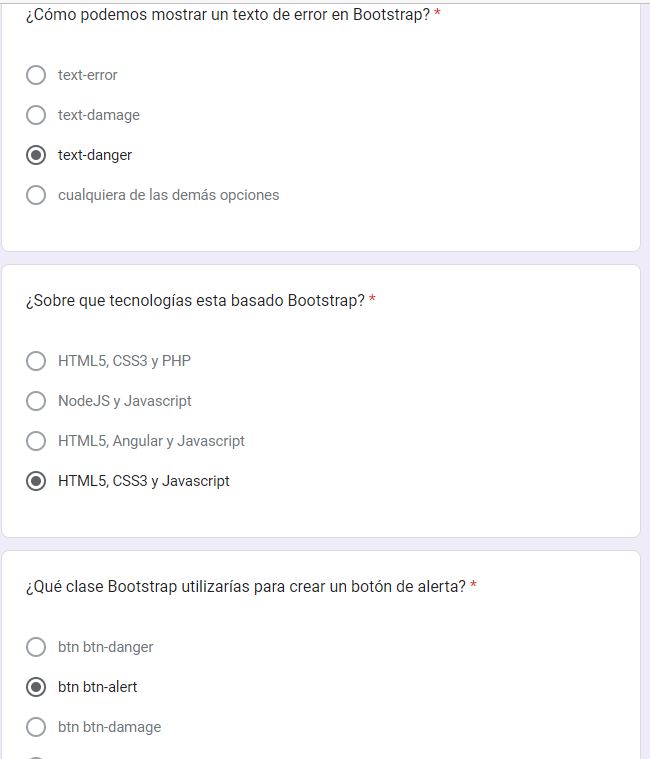 ¿Cómo podemos mostrar un texto de error en Bootstrap? *
text-error
text-damage
text-danger
cualquiera de las demás opciones
¿Sobre que tecnologías esta basado Bootstrap? *
HTML5, CSS3 y PHP
NodeJS y Javascript
HTML5, Angular y Javascript
HTML5, CSS3 y Javascript
¿Qué clase Bootstrap utilizarías para crear un botón de alerta? *
btn btn-danger
btn btn-alert
btn btn-damage